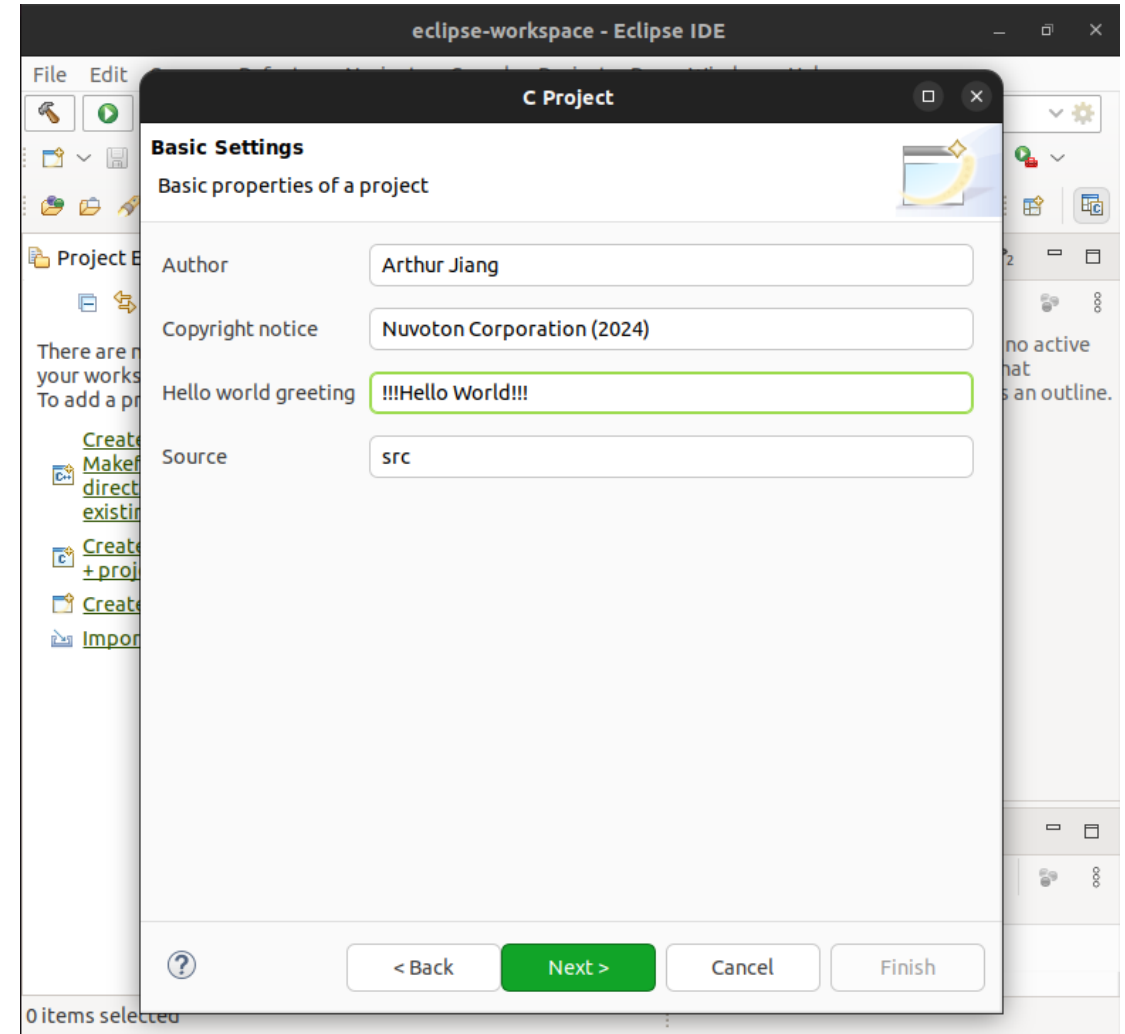 eclipse-workspace - Eclipse IDE
File Edit
C Project
Basic Settings
Basic properties of a project
Project E
Author
Arthur Jiang
Copyright notice
Nuvoton Corporation (2024)
Hello world greeting
!!!Hello World!!!
Source
src
There are n
your works
To add a pr
Create
Makef
direct
existin
Create
+ proj
Create
Impor
no active
hat
s an outline.
< Back
Next >
Cancel
Finish
0 items selected